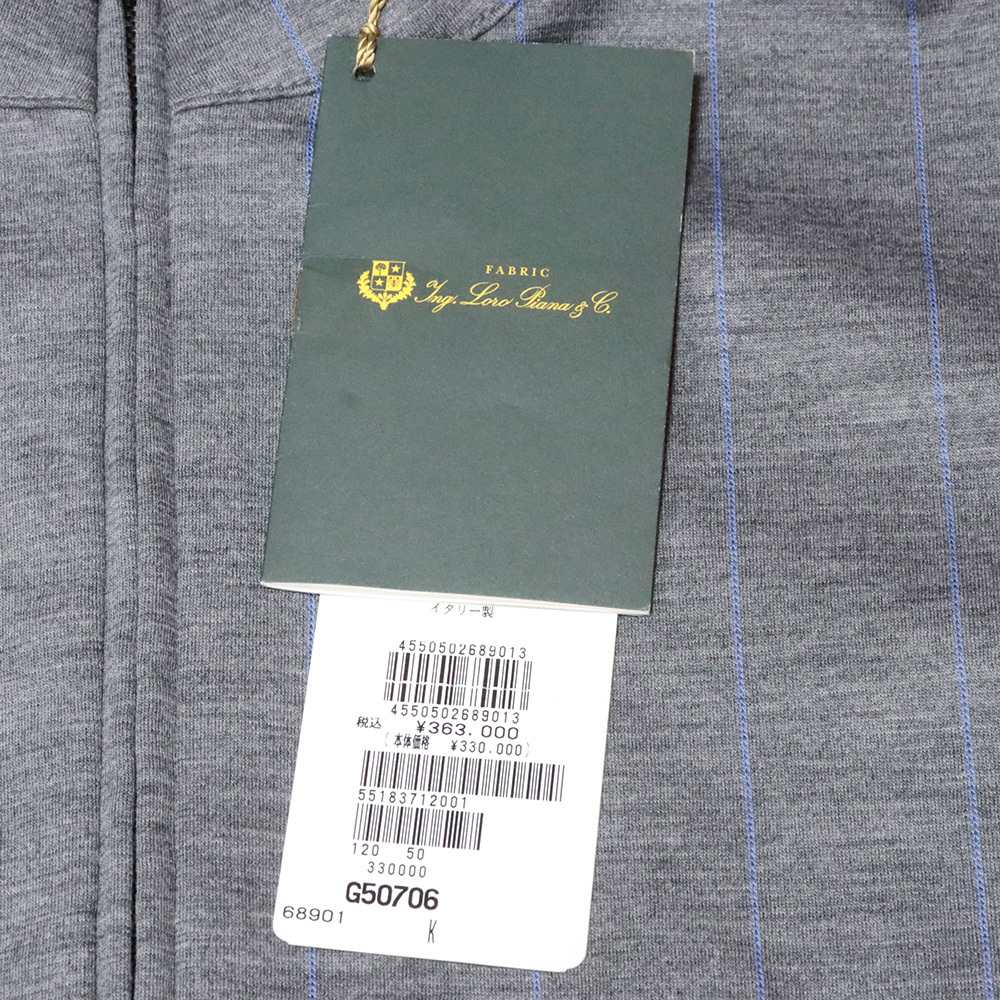 FABRIC
Ing. Loro Piana & C.
イタリー製
4550502689013
4550502689013
税込 ¥363.000
(本体価格 ¥330.000)
55183712001
120 50
330000
G50706
68901
K